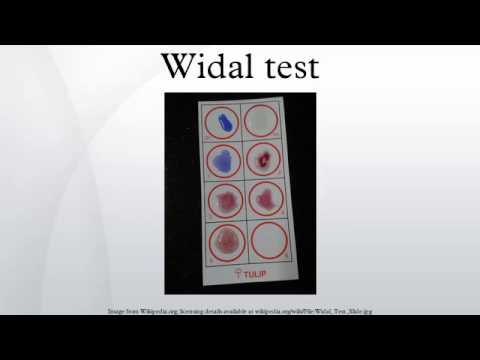 Widal test
TULIP
Image from Wikipedia.org, licensing details available at wikipedia.org/wiki/File:Widal_Test_Slide.jpg